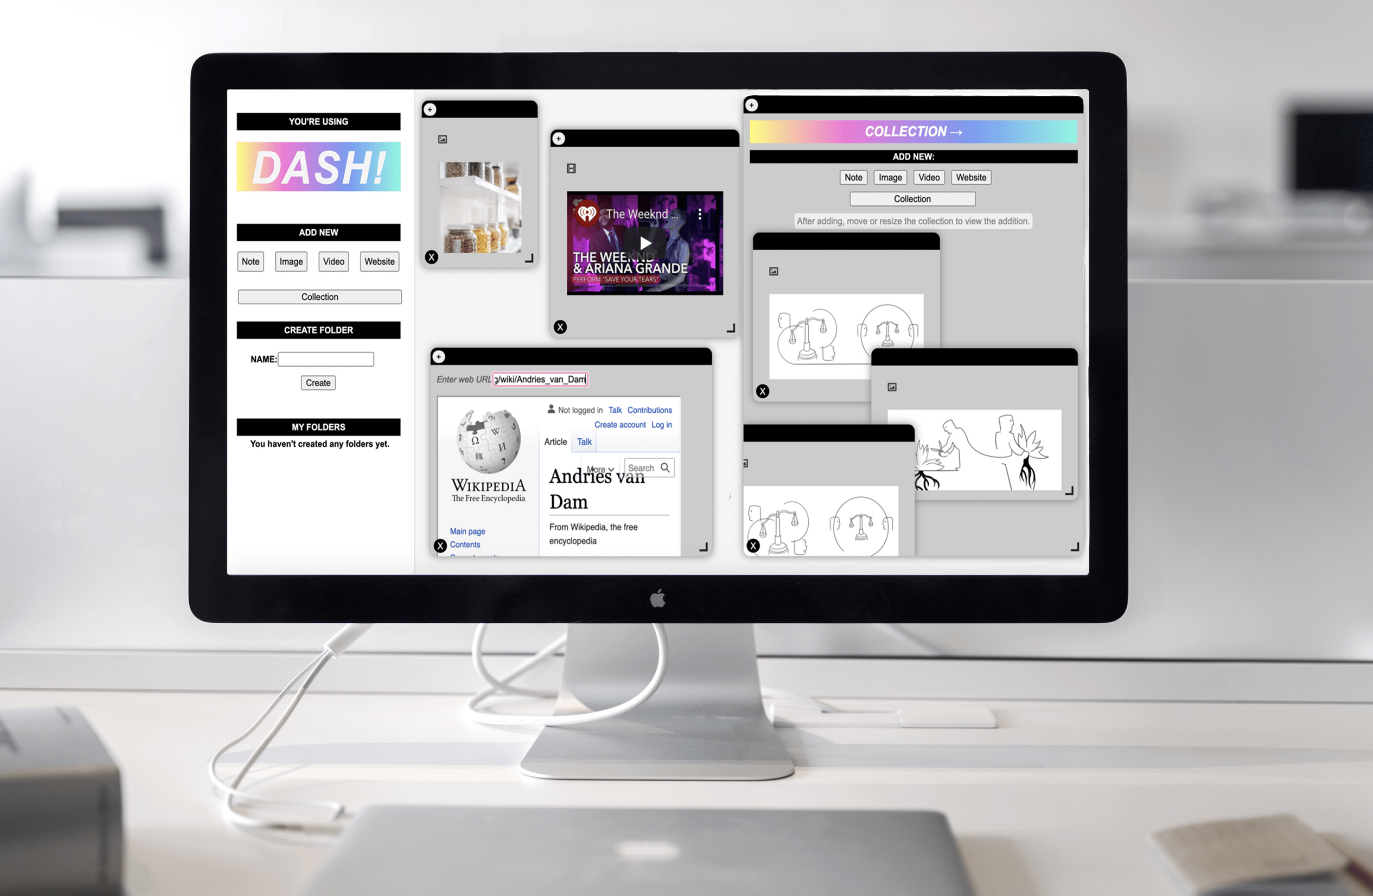 YOU'RE USING
DASH!
ADD NEW
Note Image Video Website
Collection
CREATE FOLDER
NAME:
Create
MY FOLDERS
You haven't created any folders yet.
+
X
+
The Weeknd ...
THE WEEKND
& ARIANA GRANDE
PERFORM "SAVE YOUR TEARS"
X
+
Enter web URL /wiki/Andries_van_Dam
Not logged in Talk Contributions
Create account Log in
Article Talk
More Search
WIKIPEDIA
The Free Encyclopedia
Andries van
Dam
From Wikipedia, the free
encyclopedia
Main page
Contents
X
+
COLLECTION →
ADD NEW:
Note Image Video Website
Collection
After adding, move or resize the collection to view the addition.
X
X